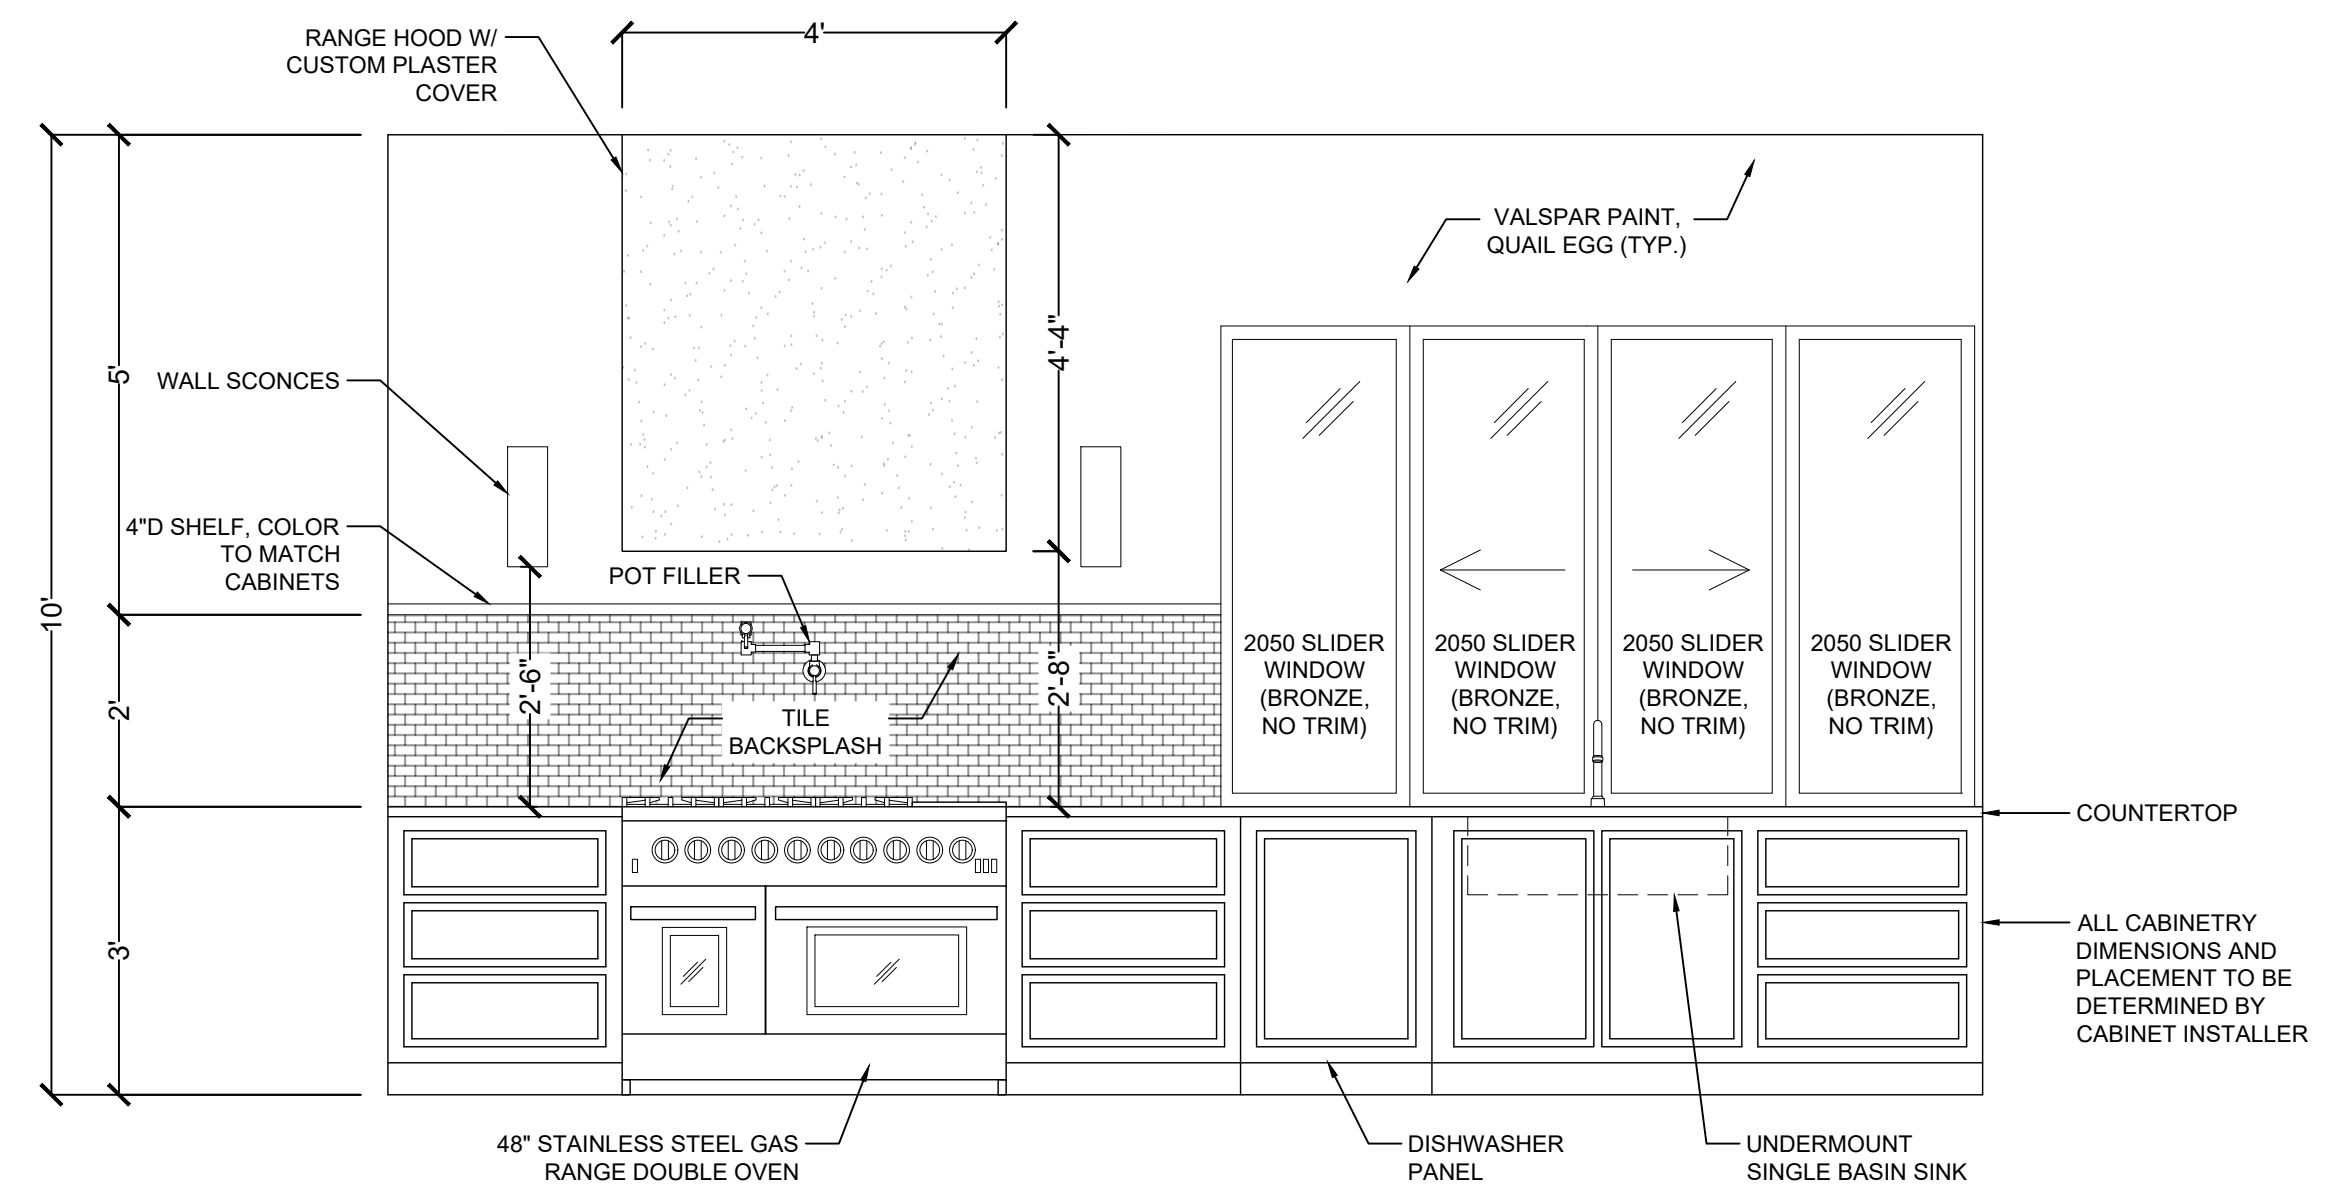 4'
RANGE HOOD W/
CUSTOM PLASTER
COVER
VALSPAR PAINT,
QUAIL EGG (TYP.)
4'-4"
5'
WALL SCONCES
4"D SHELF, COLOR
TO MATCH
CABINETS
POT FILLER
10'
2'-6"
2'-8"
2'
TILE
BACKSPLASH
2050 SLIDER
WINDOW
(BRONZE,
NO TRIM)
2050 SLIDER
WINDOW
(BRONZE,
NO TRIM)
2050 SLIDER
WINDOW
(BRONZE,
NO TRIM)
2050 SLIDER
WINDOW
(BRONZE,
NO TRIM)
COUNTERTOP
3'
ALL CABINETRY
DIMENSIONS AND
PLACEMENT TO BE
DETERMINED BY
CABINET INSTALLER
48" STAINLESS STEEL GAS
RANGE DOUBLE OVEN
DISHWASHER
PANEL
UNDERMOUNT
SINGLE BASIN SINK